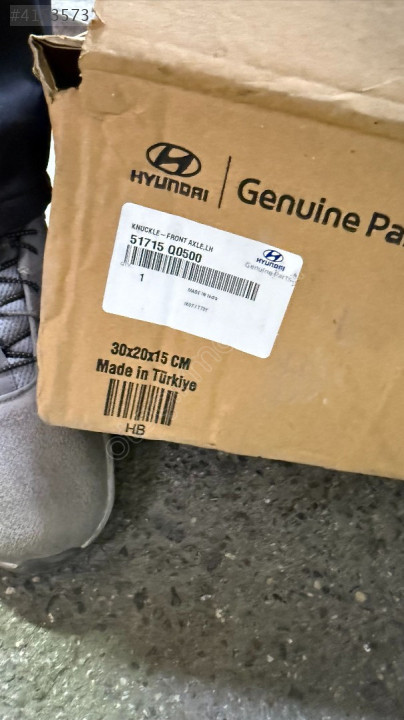 HYUNDAI
Genuine Pa
KNUCKLE-FRONT AXLE,LH
51715 Q0500
HYUNDAI
Genuine Parts
1
MADE IN INDIA
30x20x15 CM
Made in Türkiye
HB